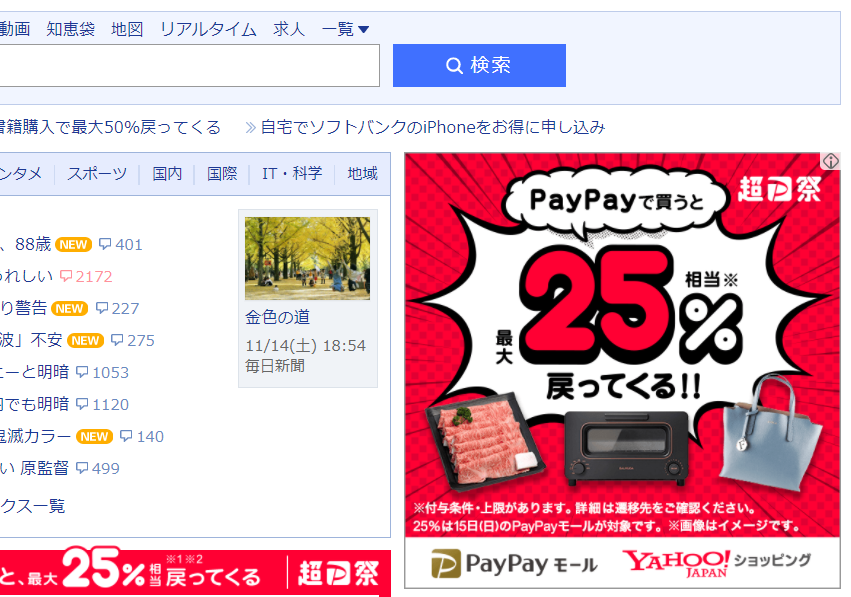 動画 知恵袋 地図 リアルタイム 求人 一覧▼
検索
書籍購入で最大50%戻ってくる
自宅でソフトバンクのiPhoneをお得に申し込み
ンタメ スポーツ 国内 国際 IT・科学 地域
、88歳 NEW 401
れしい 2172
り警告 NEW 227
波」不安 NEW 275
ーと明暗 1053
でも明暗 1120
鬼滅カラー NEW 140
い 原監督 499
クス一覧
金色の道
11/14(土) 18:54
毎日新聞
PayPayで買うと
超PayPay祭
最大25%相当※
戻ってくる!!
※付与条件・上限があります。詳細は遷移先をご確認ください。
25%は15日(日)のPayPayモールが対象です。※画像はイメージです。
PayPayモール YAHOO! JAPAN ショッピング
と、最大25%相当※1※2戻ってくる 超PayPay祭